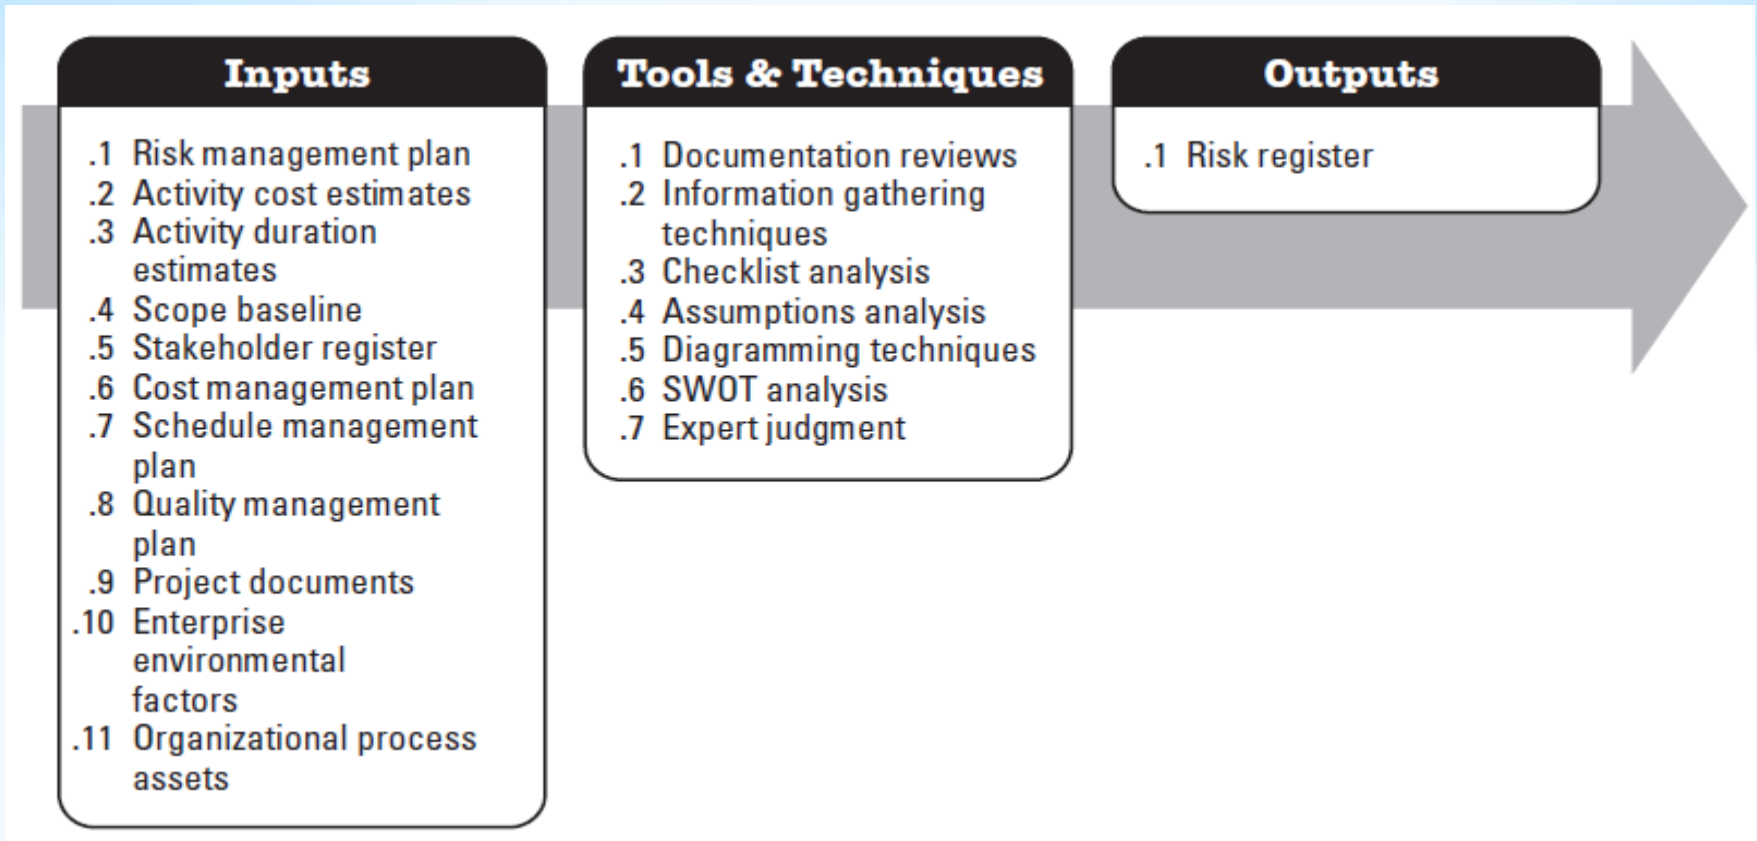 Inputs
.1 Risk management plan
.2 Activity cost estimates
.3 Activity duration
estimates
.4 Scope baseline
.5 Stakeholder register
.6 Cost management plan
.7 Schedule management
plan
.8 Quality management
plan
.9 Project documents
.10 Enterprise
environmental
factors
.11 Organizational process
assets
Tools & Techniques
.1 Documentation reviews
.2 Information gathering
techniques
.3 Checklist analysis
.4 Assumptions analysis
.5 Diagramming techniques
.6 SWOT analysis
.7 Expert judgment
Outputs
.1 Risk register